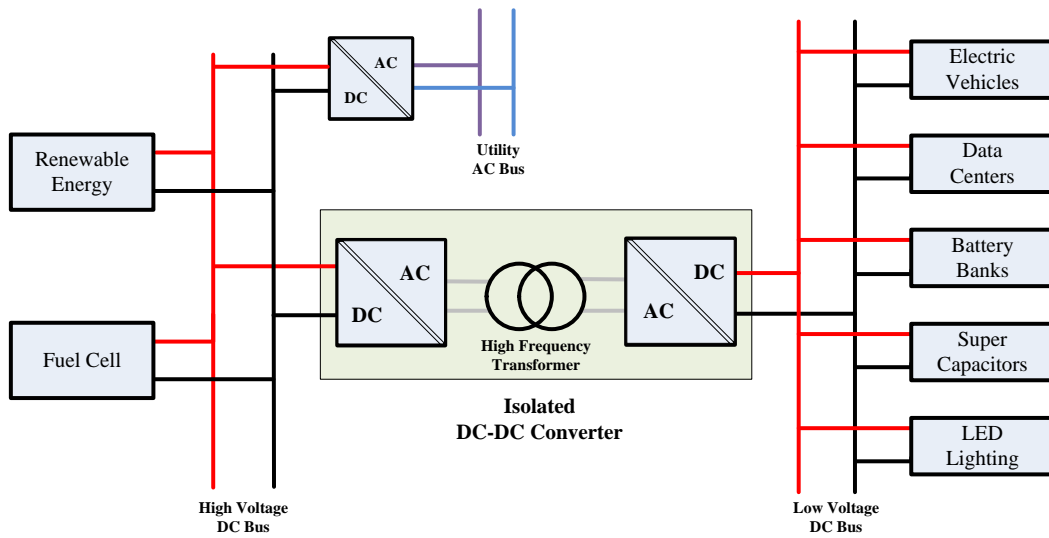 AC
DC
Utility
AC Bus
Renewable
Energy
Fuel Cell
High Voltage
DC Bus
AC
DC
High Frequency
Transformer
DC
AC
Isolated
DC-DC Converter
Electric
Vehicles
Data
Centers
Battery
Banks
Super
Capacitors
LED
Lighting
Low Voltage
DC Bus